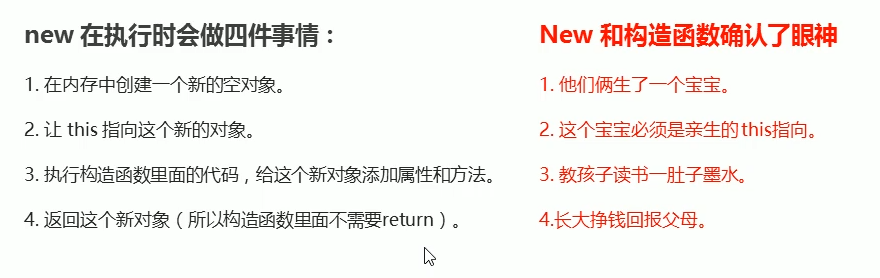 new 在执行时会做四件事情：
1. 在内存中创建一个新的空对象。
2. 让 this 指向这个新的对象。
3. 执行构造函数里面的代码，给这个新对象添加属性和方法。
4. 返回这个新对象（所以构造函数里面不需要return）。
New 和构造函数确认了眼神
1. 他们俩生了一个宝宝。
2. 这个宝宝必须是亲生的this指向。
3. 教孩子读书一肚子墨水。
4.长大挣钱回报父母。